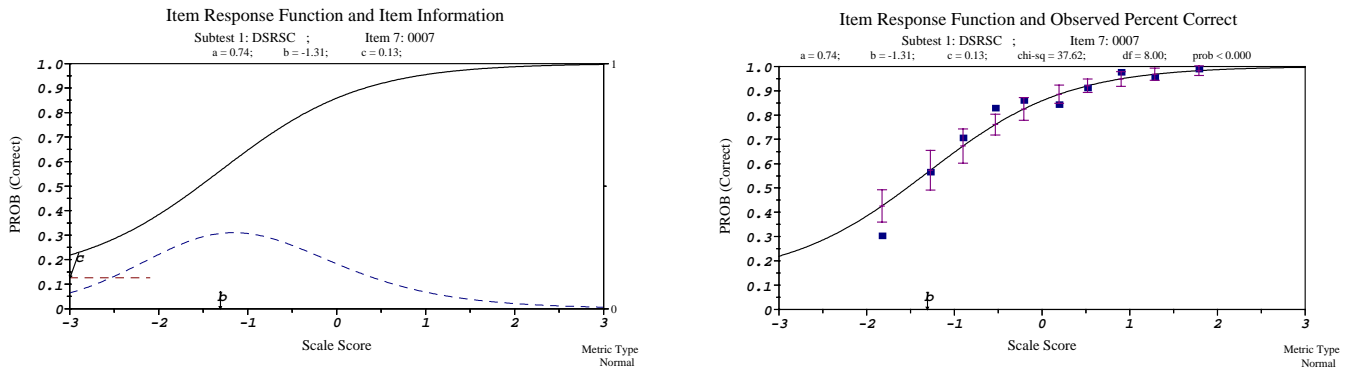 Item Response Function and Item Information
Subtest 1: DSRSC ; Item 7: 0007
a = 0.74; b = -1.31; c = 0.13;
1.0
0.9
0.8
0.7
0.6
0.5
0.4
0.3
0.2
0.1
0
PROB (Correct)
1
0
c
b
-3 -2 -1 0 1 2 3
Scale Score
Metric Type
Normal
Item Response Function and Observed Percent Correct
Subtest 1: DSRSC ; Item 7: 0007
a = 0.74; b = -1.31; c = 0.13; chi-sq = 37.62; df = 8.00; prob < 0.000
1.0
0.9
0.8
0.7
0.6
0.5
0.4
0.3
0.2
0.1
0
PROB (Correct)
b
-3 -2 -1 0 1 2 3
Scale Score
Metric Type
Normal